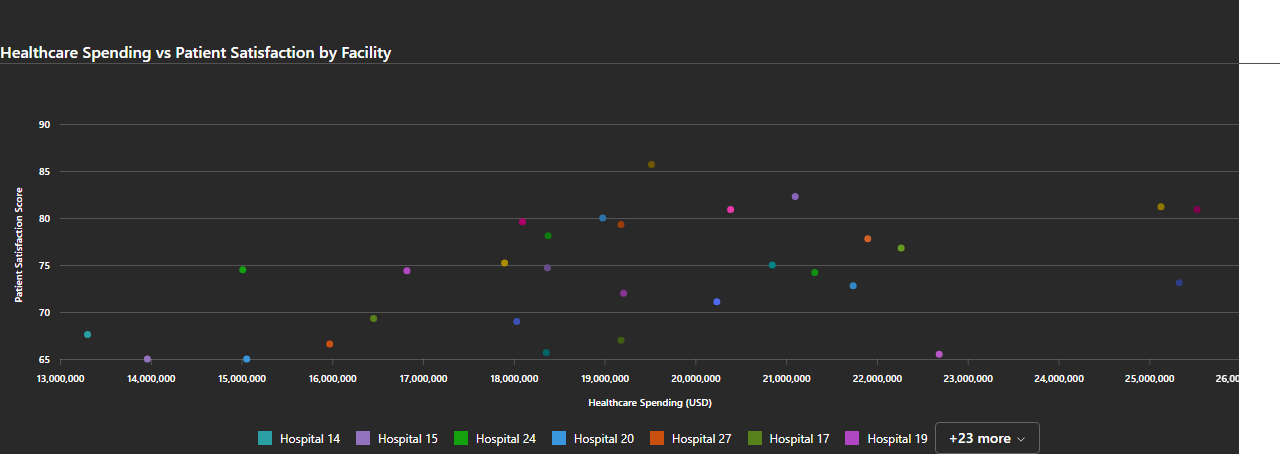 Healthcare Spending vs Patient Satisfaction by Facility
90
85
80
75
70
65
Patient Satisfaction Score
13,000,000 14,000,000 15,000,000 16,000,000 17,000,000 18,000,000 19,000,000 20,000,000 21,000,000 22,000,000 23,000,000 24,000,000 25,000,000 26,00
Healthcare Spending (USD)
Hospital 14 Hospital 15 Hospital 24 Hospital 20 Hospital 27 Hospital 17 Hospital 19 +23 more